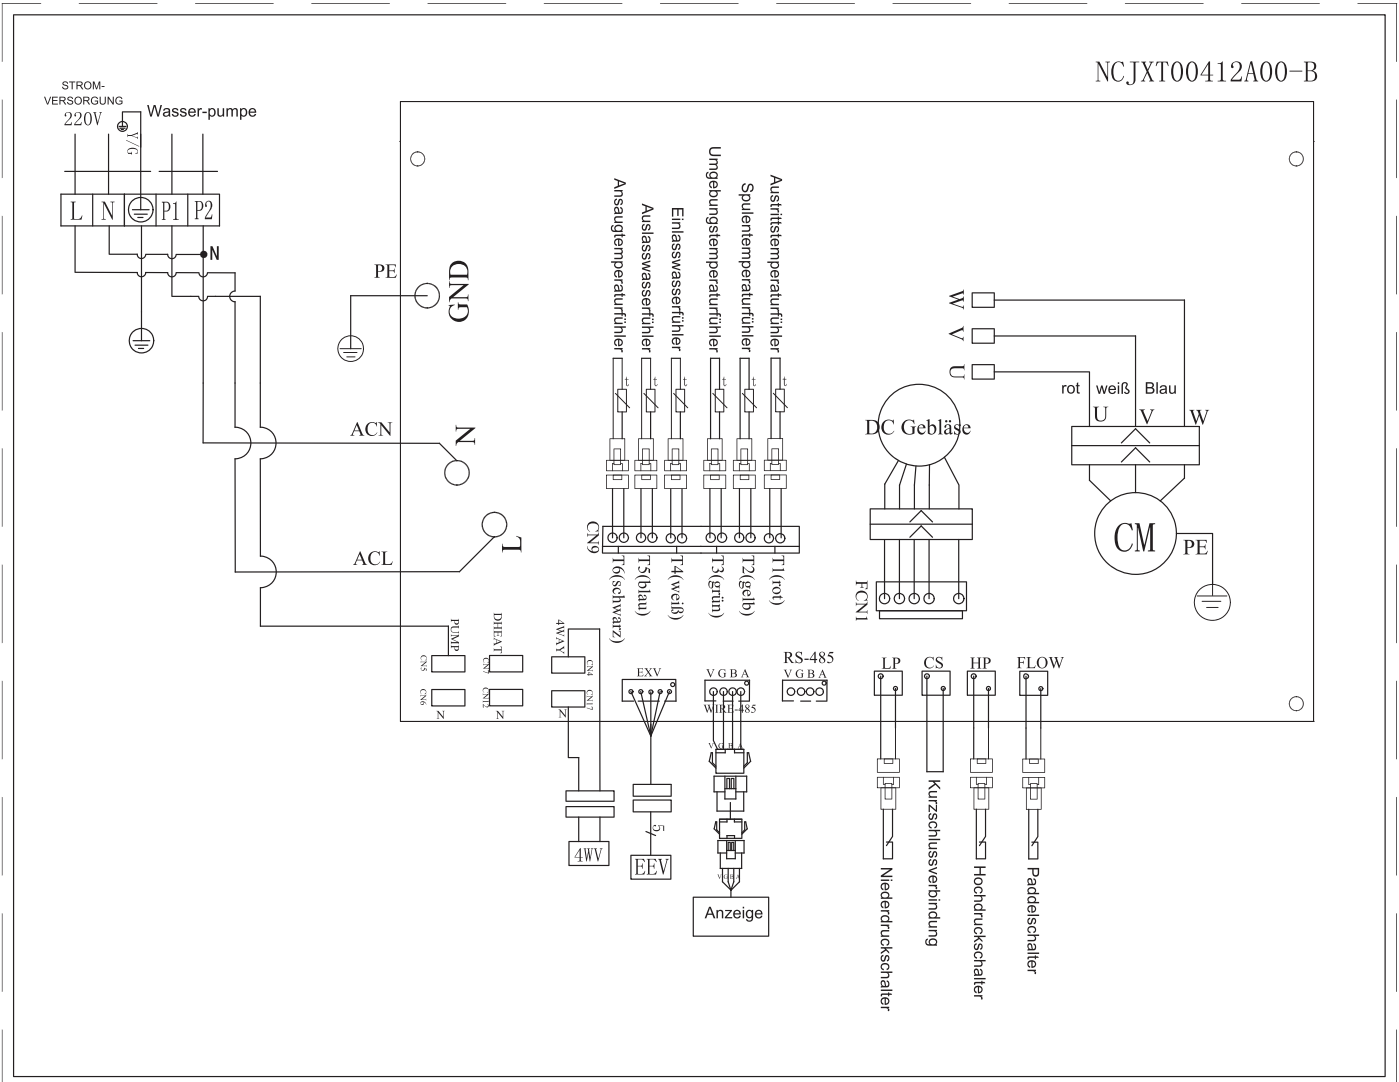 NCJXT00412A00-B
STROM-
VERSORGUNG
220V
Y/G
Wasser-pumpe
L N P1 P2
N
PE
GND
ACN
N
ACL
L
Ansaugtemperaturfühler
Auslasswasserfühler
Einlasswasserfühler
Umgebungstemperaturfühler
Spulentemperaturfühler
Austrittstemperaturfühler
t t t t t t
CN9
T6(schwarz)
T5(blau)
T4(weiß)
T3(grün)
T2(gelb)
T1(rot)
W
V
U
rot weiß Blau
U V W
CM
PE
DC Gebläse
FCN1
PUMP
CN5
CN6
N
DHEAT
CN7
CN12
N
4WAY
CN4
CN17
N
4WV
EXV
5
EEV
V G B A
WIRE-485
V G B A
V G B A
Anzeige
RS-485
V G B A
LP CS HP FLOW
Niederdruckschalter
Kurzschlussverbindung
Hochdruckschalter
Paddelschalter